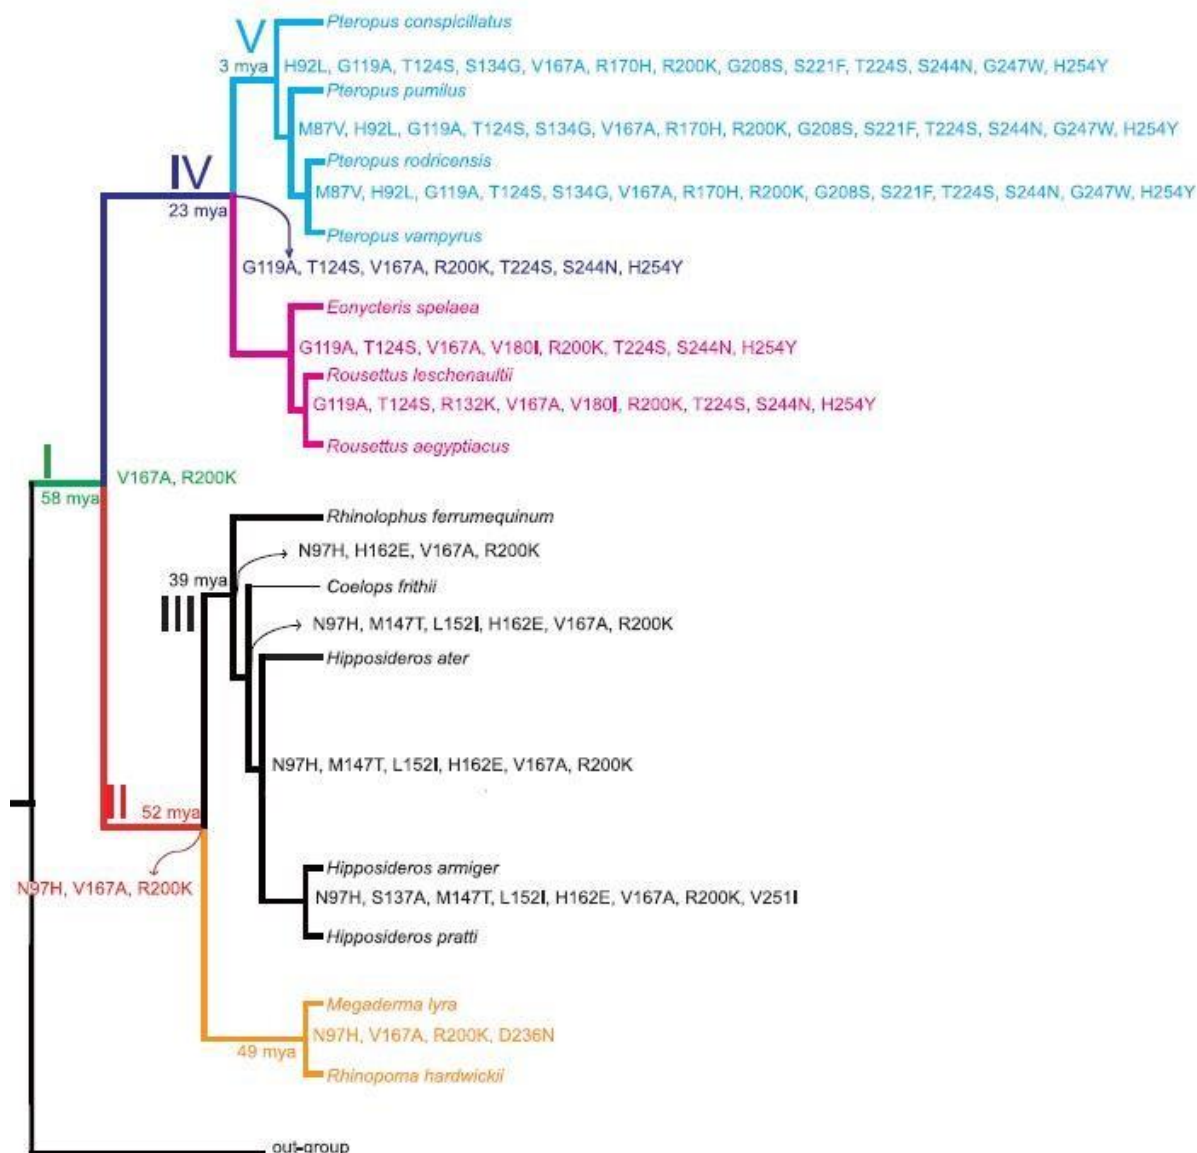 Pteropus conspicillatus
V
3 mya
H92L, G119A, T124S, S134G, V167A, R170H, R200K, G208S, S221F, T224S, S244N, G247W, H254Y
Pteropus pumilus
M87V, H92L, G119A, T124S, S134G, V167A, R170H, R200K, G208S, S221F, T224S, S244N, G247W, H254Y
Pteropus rodricensis
IV
M87V, H92L, G119A, T124S, S134G, V167A, R170H, R200K, G208S, S221F, T224S, S244N, G247W, H254Y
23 mya
Pteropus vampyrus
G119A, T124S, V167A, R200K, T224S, S244N, H254Y
Eonycteris spelaea
G119A, T124S, V167A, V180I, R200K, T224S, S244N, H254Y
Rousettus leschenaultii
G119A, T124S, R132K, V167A, V180I, R200K, T224S, S244N, H254Y
Rousettus aegyptiacus
I
V167A, R200K
58 mya
Rhinolophus ferrumequinum
N97H, H162E, V167A, R200K
39 mya
Coelops frithii
III
N97H, M147T, L152I, H162E, V167A, R200K
Hipposideros ater
N97H, M147T, L152I, H162E, V167A, R200K
II
52 mya
Hipposideros armiger
N97H, V167A, R200K
N97H, S137A, M147T, L152I, H162E, V167A, R200K, V251I
Hipposideros pratti
Megaderma lyra
N97H, V167A, R200K, D236N
49 mya
Rhinopoma hardwickii
out-group